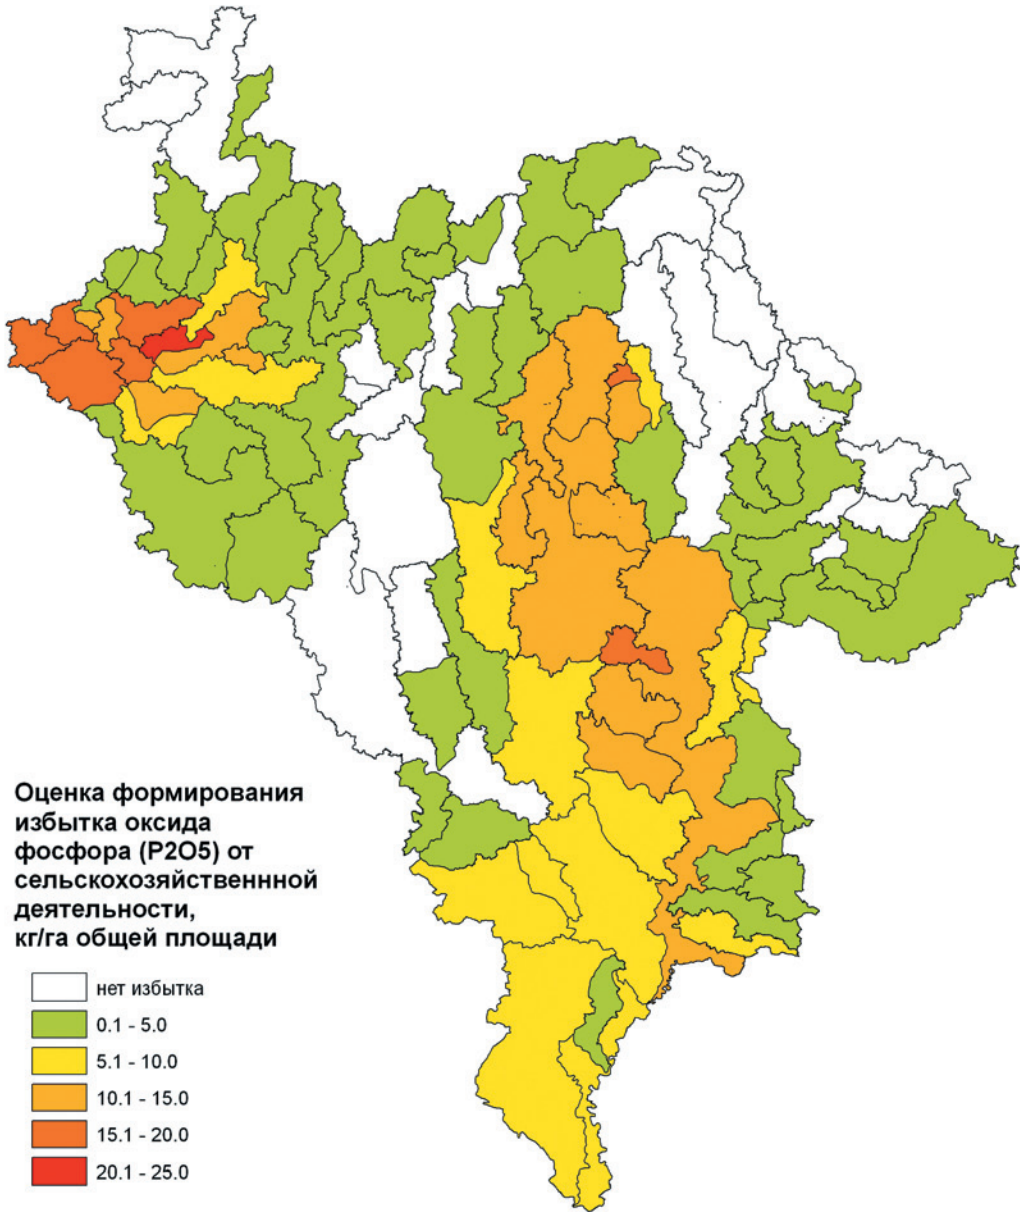 Оценка формирования
избытка оксида
фосфора (P2O5) от
сельскохозяйственнной
деятельности,
кг/га общей площади
нет избытка
0.1 - 5.0
5.1 - 10.0
10.1 - 15.0
15.1 - 20.0
20.1 - 25.0